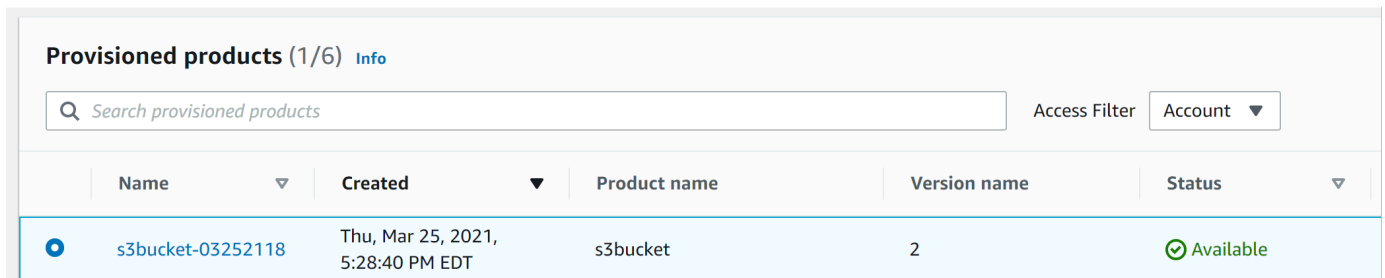 Provisioned products (1/6) Info
Search provisioned products
Access Filter
Account
Name Created Product name Version name Status
s3bucket-03252118 Thu, Mar 25, 2021, s3bucket 2 Available
5:28:40 PM EDT